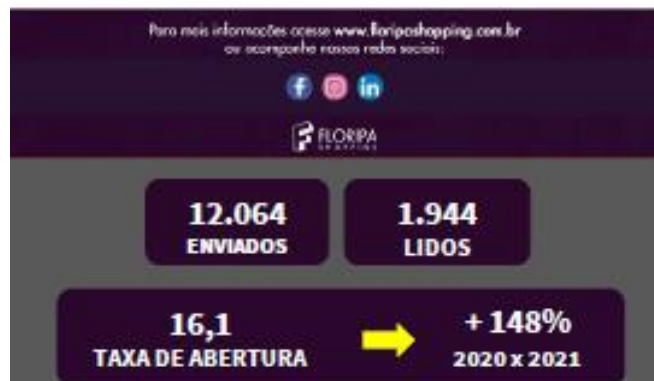 Para mais informações acesse www.floripashopping.com.br
ou acompanhe nossas redes sociais:
FLORIPA
SHOPPING
12.064
ENVIADOS
1.944
LIDOS
16,1
TAXA DE ABERTURA
+ 148%
2020 x 2021